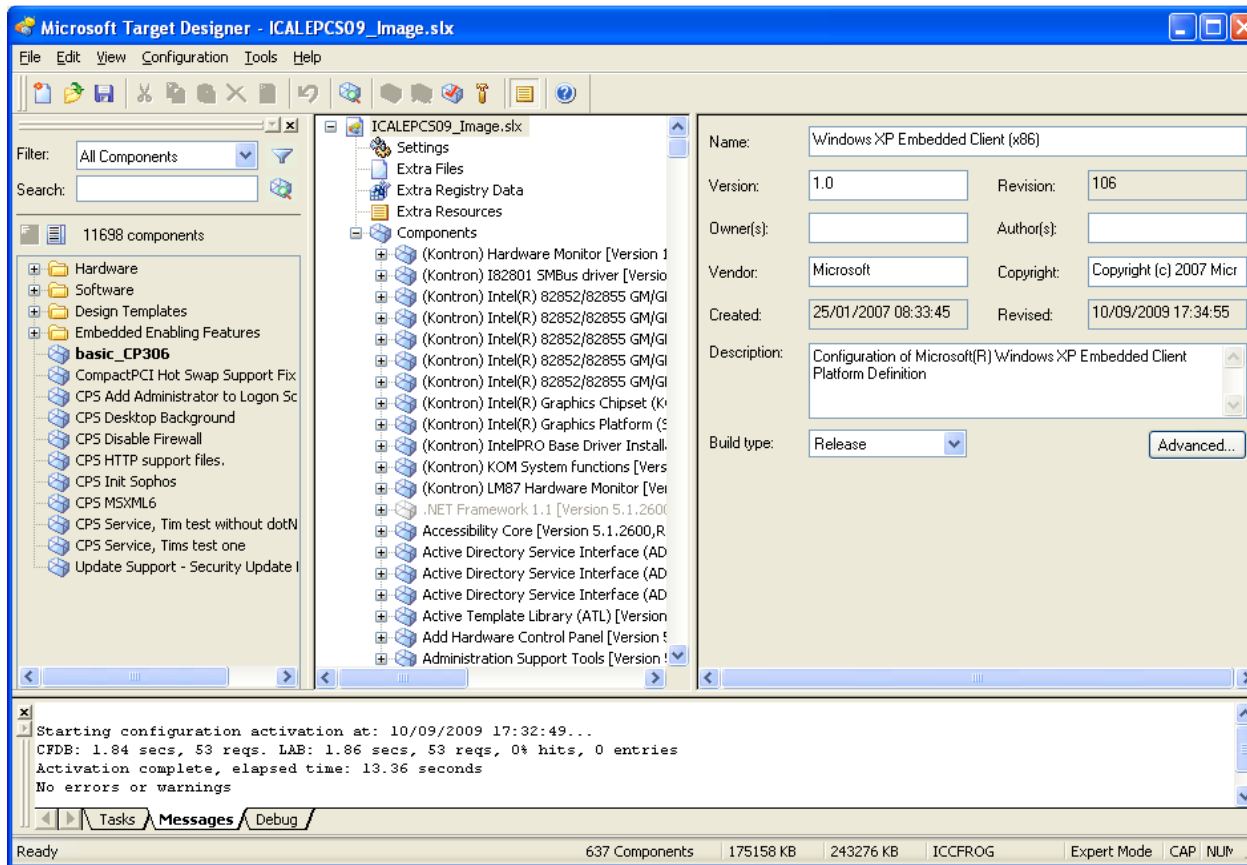 Microsoft Target Designer - ICALEPCS09_Image.slx
File Edit View Configuration Tools Help
Filter: All Components
Search:
11698 components
Hardware
Software
Design Templates
Embedded Enabling Features
basic_CP306
CompactPCI Hot Swap Support Fix
CPS Add Administrator to Logon Sc
CPS Desktop Background
CPS Disable Firewall
CPS HTTP support files.
CPS Init Sophos
CPS MSXML6
CPS Service, Tim test without dotN
CPS Service, Tims test one
Update Support - Security Update
ICALEPCS09_Image.slx
Settings
Extra Files
Extra Registry Data
Extra Resources
Components
(Kontron) Hardware Monitor [Version 1
(Kontron) I82801 SMBus driver [Versio
(Kontron) Intel(R) 82852/82855 GM/G
(Kontron) Intel(R) 82852/82855 GM/G
(Kontron) Intel(R) 82852/82855 GM/G
(Kontron) Intel(R) 82852/82855 GM/G
(Kontron) Intel(R) 82852/82855 GM/G
(Kontron) Intel(R) Graphics Chipset (K
(Kontron) Intel(R) Graphics Platform (S
(Kontron) IntelPRO Base Driver Install
(Kontron) KOM System functions [Vers
(Kontron) LM87 Hardware Monitor [Ve
.NET Framework 1.1 [Version 5.1.2600
Accessibility Core [Version 5.1.2600,R
Active Directory Service Interface (AD
Active Directory Service Interface (AD
Active Directory Service Interface (AD
Active Template Library (ATL) [Version
Add Hardware Control Panel [Version 5
Administration Support Tools [Version
Name: Windows XP Embedded Client (x86)
Version: 1.0 Revision: 106
Owner(s): Author(s):
Vendor: Microsoft Copyright: Copyright (c) 2007 Micr
Created: 25/01/2007 08:33:45 Revised: 10/09/2009 17:34:55
Description: Configuration of Microsoft(R) Windows XP Embedded Client
Platform Definition
Build type: Release Advanced...
Starting configuration activation at: 10/09/2009 17:32:49...
CFDB: 1.84 secs, 53 reqs. LAB: 1.86 secs, 53 reqs, 0% hits, 0 entries
Activation complete, elapsed time: 13.36 seconds
No errors or warnings
Tasks Messages Debug
Ready 637 Components 175158 KB 243276 KB ICCFROG Expert Mode CAP NUM